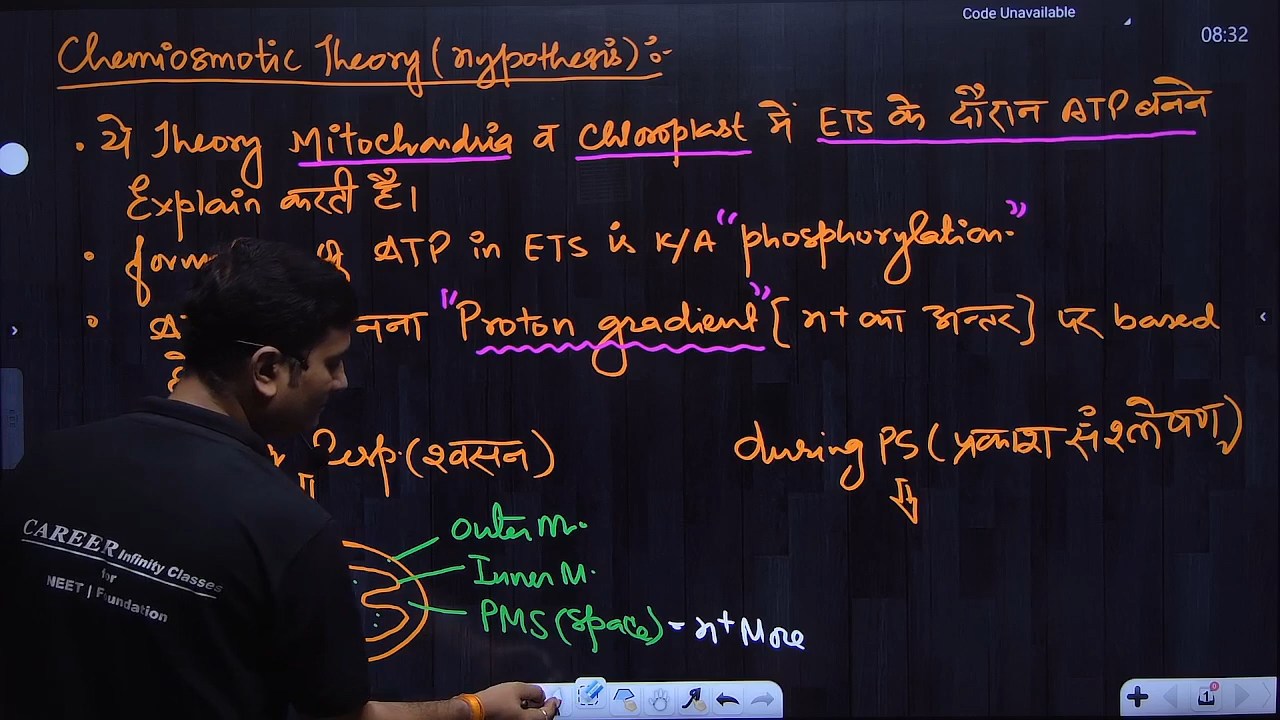 Code Unavailable
08:32
Chemiosmotic Theory (Hypothesis) :-
• ये Theory Mitochondria व Chloroplast में ETS के दौरान ATP बनने
Explain करती है।
• of ATP in ETS is K/A "phosphorylation."
• बनना "Proton gradient" [H+ का अन्तर] पर based
Resp. (श्वसन)
during PS (प्रकाश संश्लेषण)
Outer M.
Inner M.
PMS (Space) - H+ More
CAREER Infinity Classes
for
NEET | Foundation
1